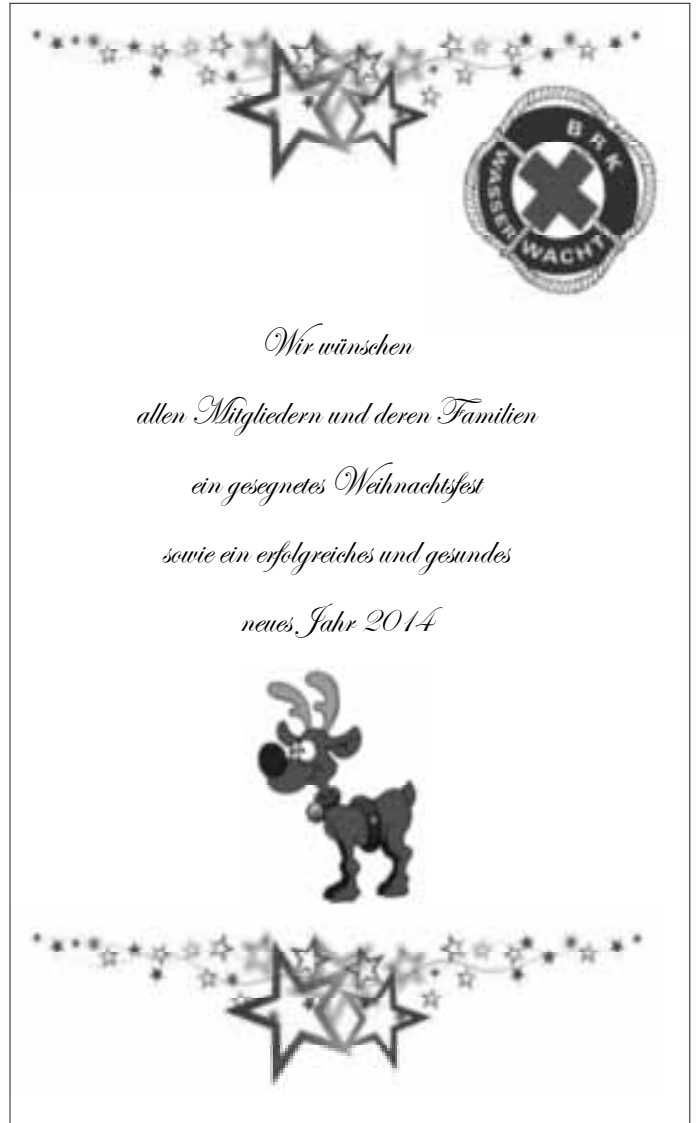 BRK
WASSER
WACHT
Wir wünschen
allen Mitgliedern und deren Familien
ein gesegnetes Weihnachtsfest
sowie ein erfolgreiches und gesundes
neues Jahr 2014